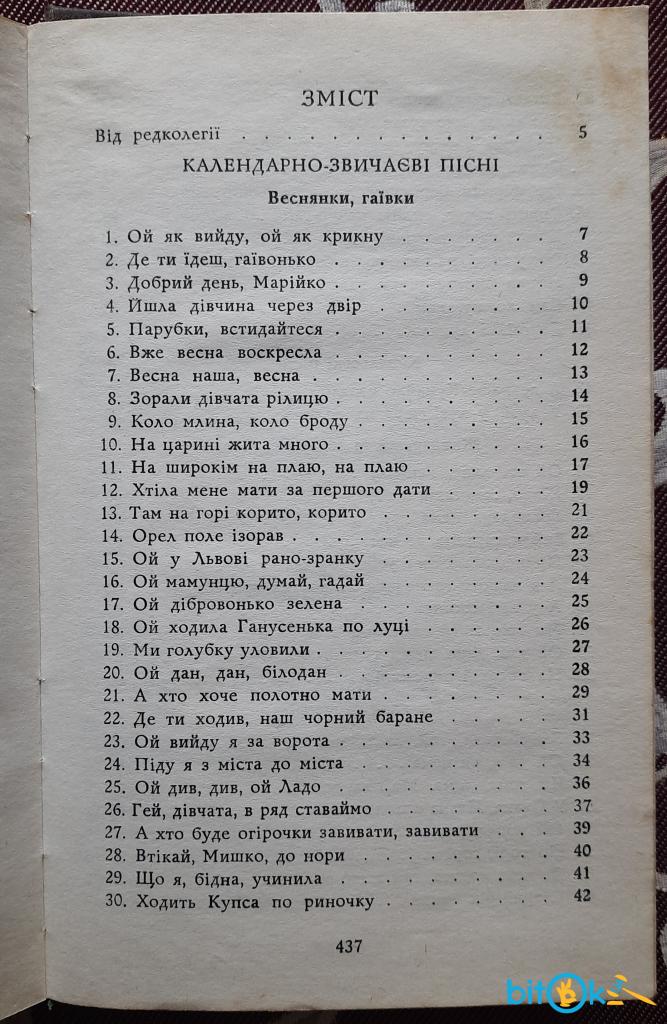 ЗМІСТ
Від редколегії . . . . . . . . . . . . . . 5
КАЛЕНДАРНО-ЗВИЧАЄВІ ПІСНІ
Веснянки, гаївки
1. Ой як вийду, ой як крикну . . . . . . . 7
2. Де ти їдеш, гаївонько . . . . . . . . . 8
3. Добрий день, Марійко . . . . . . . . . 9
4. Йшла дівчина через двір . . . . . . . . 10
5. Парубки, встидайтеся . . . . . . . . . 11
6. Вже весна воскресла . . . . . . . . . 12
7. Весна наша, весна . . . . . . . . . . 13
8. Зорали дівчата рілицю . . . . . . . . . 14
9. Коло млина, коло броду . . . . . . . . 15
10. На царині жита много . . . . . . . . . 16
11. На широкім на плаю, на плаю . . . . . . 17
12. Хтіла мене мати за першого дати . . . . . 19
13. Там на горі корито, корито . . . . . . . 21
14. Орел поле ізорав . . . . . . . . . . 22
15. Ой у Львові рано-зранку . . . . . . . . 23
16. Ой мамунцю, думай, гадай . . . . . . . 24
17. Ой дібровонько зелена . . . . . . . . 25
18. Ой ходила Ганусенька по луці . . . . . . 26
19. Ми голубку уловили . . . . . . . . . . 27
20. Ой дан, дан, білодан . . . . . . . . . 28
21. А хто хоче полотно мати . . . . . . . . 29
22. Де ти ходив, наш чорний баране . . . . . 31
23. Ой вийду я за ворота . . . . . . . . . 33
24. Піду я з міста до міста . . . . . . . . 34
25. Ой див, див, ой Ладо . . . . . . . . . 36
26. Гей, дівчата, в ряд ставаймо . . . . . . . 37
27. А хто буде огірочки завивати, завивати . . . 39
28. Втікай, Мишко, до нори . . . . . . . . 40
29. Що я, бідна, учинила . . . . . . . . . 41
30. Ходить Купса по риночку . . . . . . . . 42
437
bitok